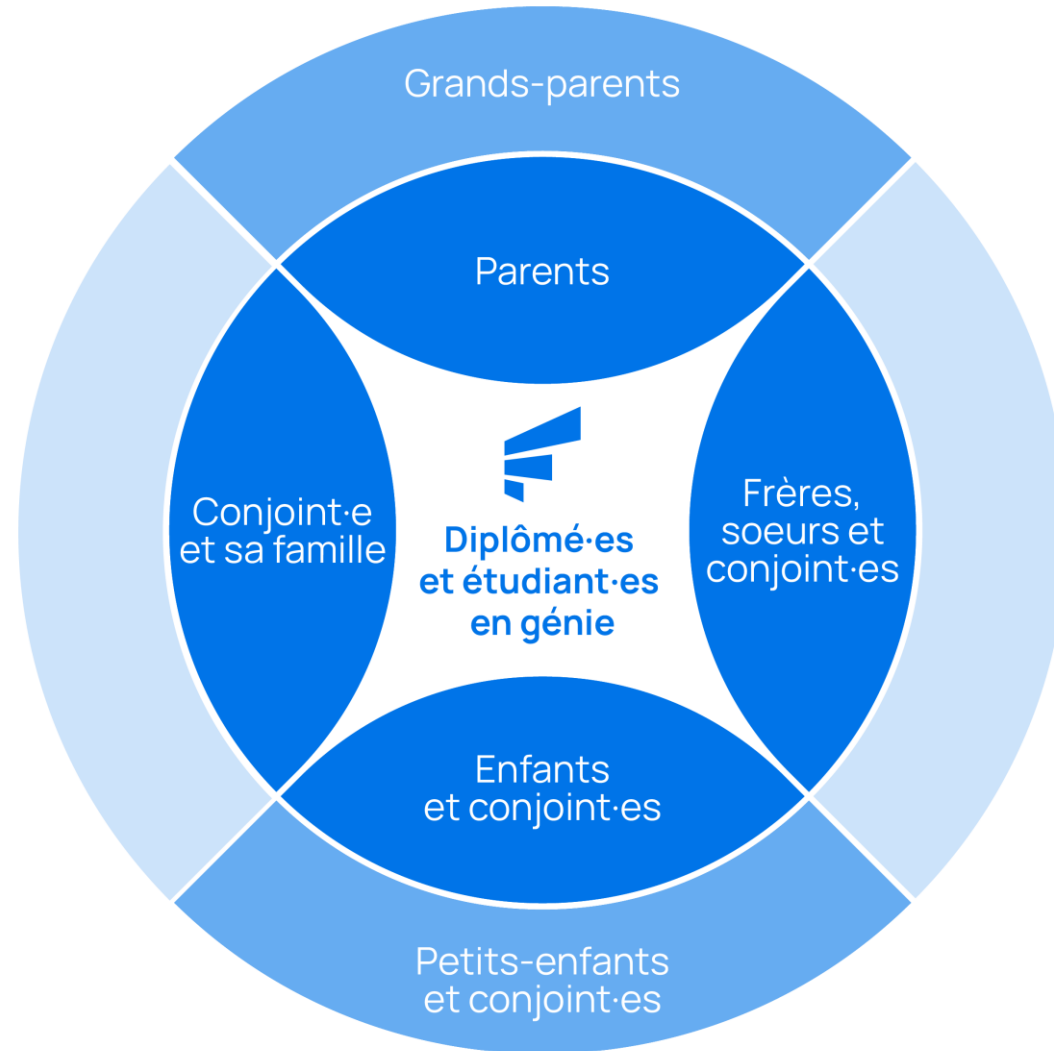 Grands-parents
Parents
Conjoint·e
et sa famille
Diplômé·es
et étudiant·es
en génie
Frères,
soeurs et
conjoint·es
Enfants
et conjoint·es
Petits-enfants
et conjoint·es